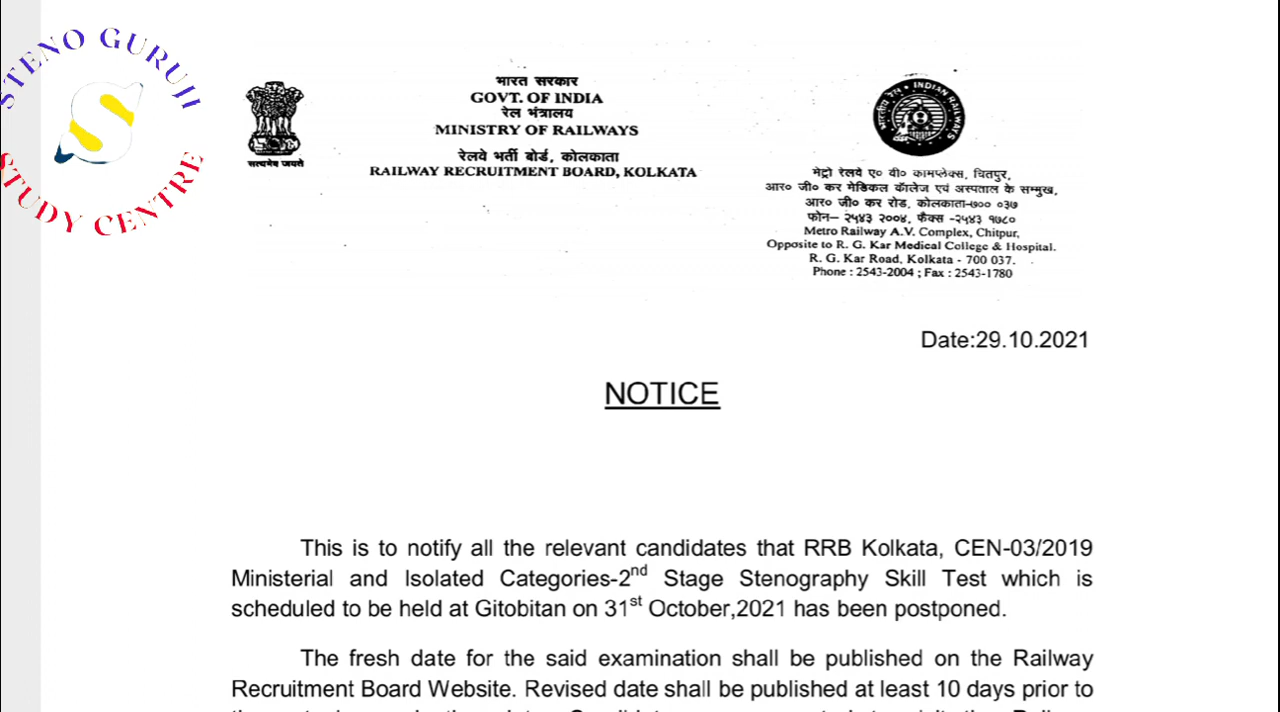 STENO GURUJI
STUDY CENTRE
S
सत्यमेव जयते
भारत सरकार
GOVT. OF INDIA
रेल मंत्रालय
MINISTRY OF RAILWAYS
रेलवे भर्ती बोर्ड, कोलकाता
RAILWAY RECRUITMENT BOARD, KOLKATA
भारतीय रेल INDIAN RAILWAYS
मेट्रो रेलवे ए० वी० कामप्लेक्स, चितपुर,
आर० जी० कर मेडिकल कॉलेज एवं अस्पताल के सम्मुख,
आर० जी० कर रोड, कोलकाता-७०० ०३७
फोन– २५४३ २००४, फैक्स -२५४३ १७८०
Metro Railway A.V. Complex, Chitpur,
Opposite to R. G. Kar Medical College & Hospital.
R. G. Kar Road, Kolkata - 700 037.
Phone : 2543-2004 ; Fax : 2543-1780
Date:29.10.2021
NOTICE
This is to notify all the relevant candidates that RRB Kolkata, CEN-03/2019
Ministerial and Isolated Categories-2nd Stage Stenography Skill Test which is
scheduled to be held at Gitobitan on 31st October,2021 has been postponed.
The fresh date for the said examination shall be published on the Railway
Recruitment Board Website. Revised date shall be published at least 10 days prior to